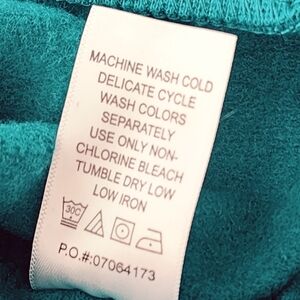 MACHINE WASH COLD
DELICATE CYCLE
WASH COLORS
SEPARATELY
USE ONLY NON-
CHLORINE BLEACH
TUMBLE DRY LOW
LOW IRON
30C
P.O.#:07064173